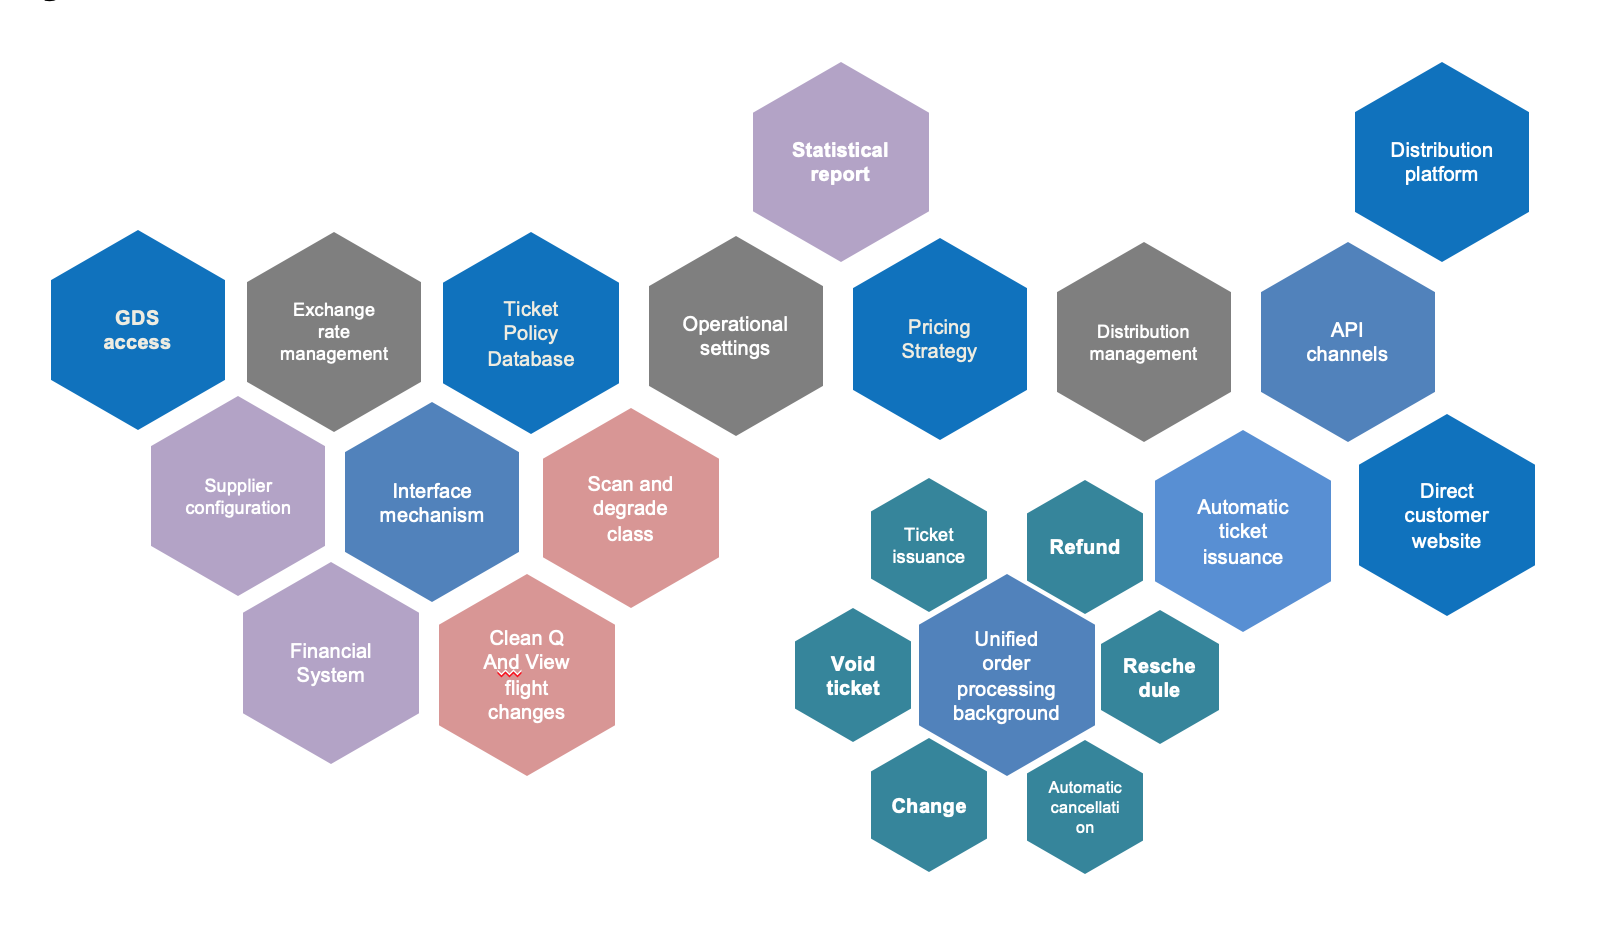 Statistical
report
Distribution
platform
GDS
access
Exchange
rate
management
Ticket
Policy
Database
Operational
settings
Pricing
Strategy
Distribution
management
API
channels
Supplier
configuration
Interface
mechanism
Scan and
degrade
class
Ticket
issuance
Refund
Automatic
ticket
issuance
Direct
customer
website
Financial
System
Clean Q
And View
flight
changes
Void
ticket
Unified
order
processing
background
Resche
dule
Change
Automatic
cancellati
on